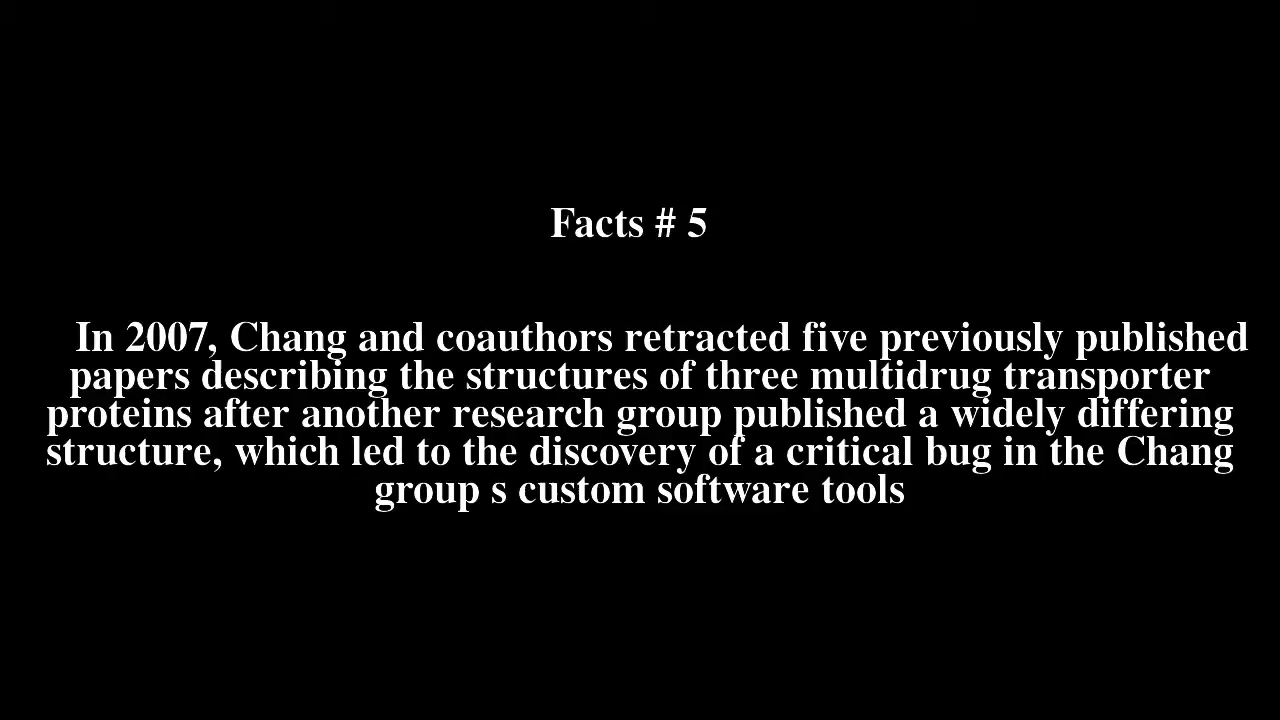 Facts # 5
In 2007, Chang and coauthors retracted five previously published
papers describing the structures of three multidrug transporter
proteins after another research group published a widely differing
structure, which led to the discovery of a critical bug in the Chang
group s custom software tools